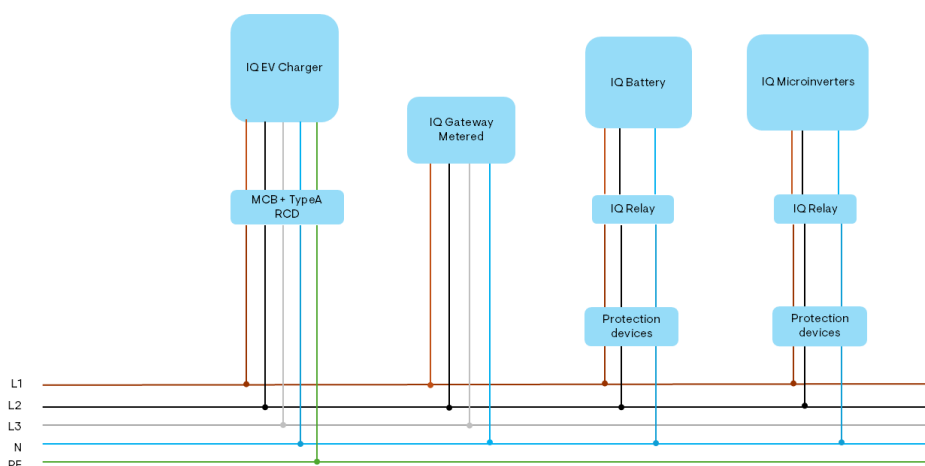 IQ EV Charger
IQ Gateway
Metered
IQ Battery
IQ Microinverters
MCB + TypeA
RCD
IQ Relay
IQ Relay
Protection
devices
Protection
devices
L1
L2
L3
N
PE